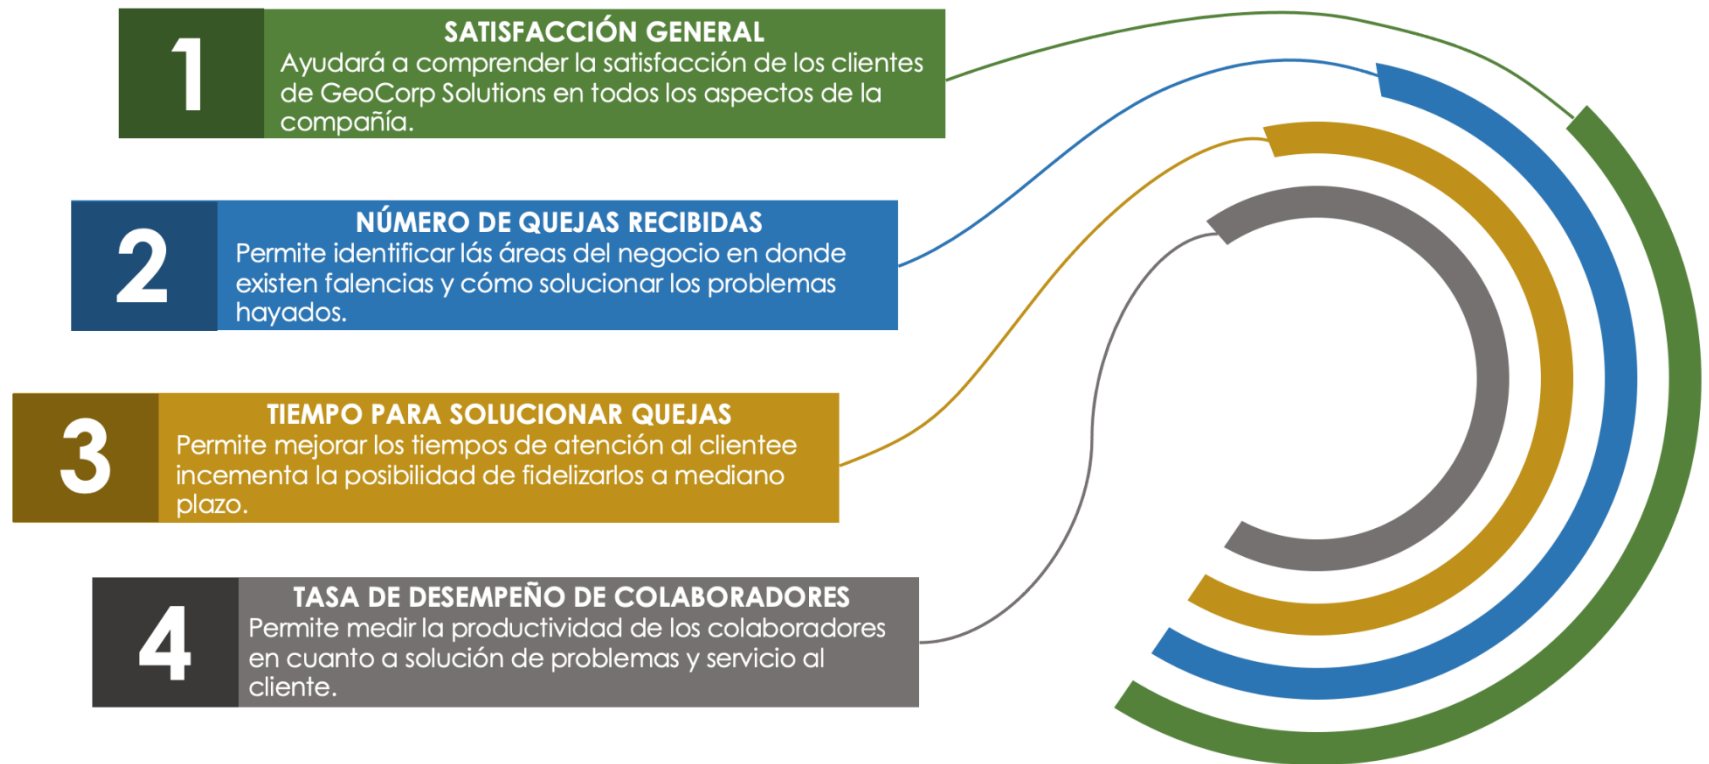 1
SATISFACCIÓN GENERAL
Ayudará a comprender la satisfacción de los clientes
de GeoCorp Solutions en todos los aspectos de la
compañía.
2
NÚMERO DE QUEJAS RECIBIDAS
Permite identificar lás áreas del negocio en donde
existen falencias y cómo solucionar los problemas
hayados.
3
TIEMPO PARA SOLUCIONAR QUEJAS
Permite mejorar los tiempos de atención al clientee
incementa la posibilidad de fidelizarlos a mediano
plazo.
4
TASA DE DESEMPEÑO DE COLABORADORES
Permite medir la productividad de los colaboradores
en cuanto a solución de problemas y servicio al
cliente.